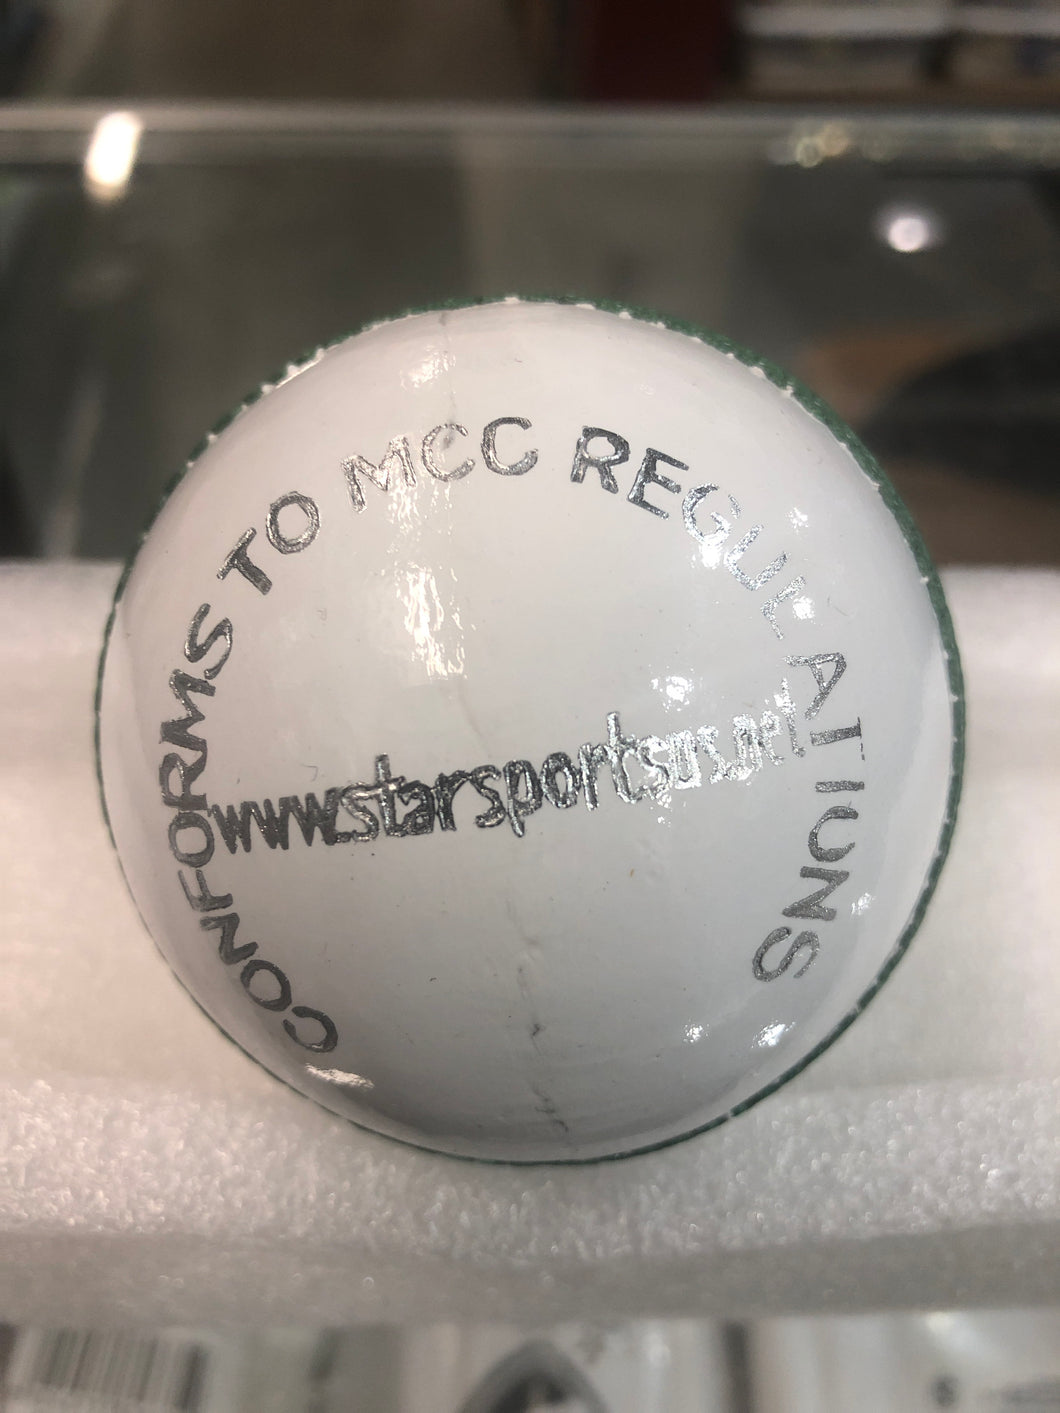 CONFORMS TO MCC REGULATIONS
www.starsportsus.net